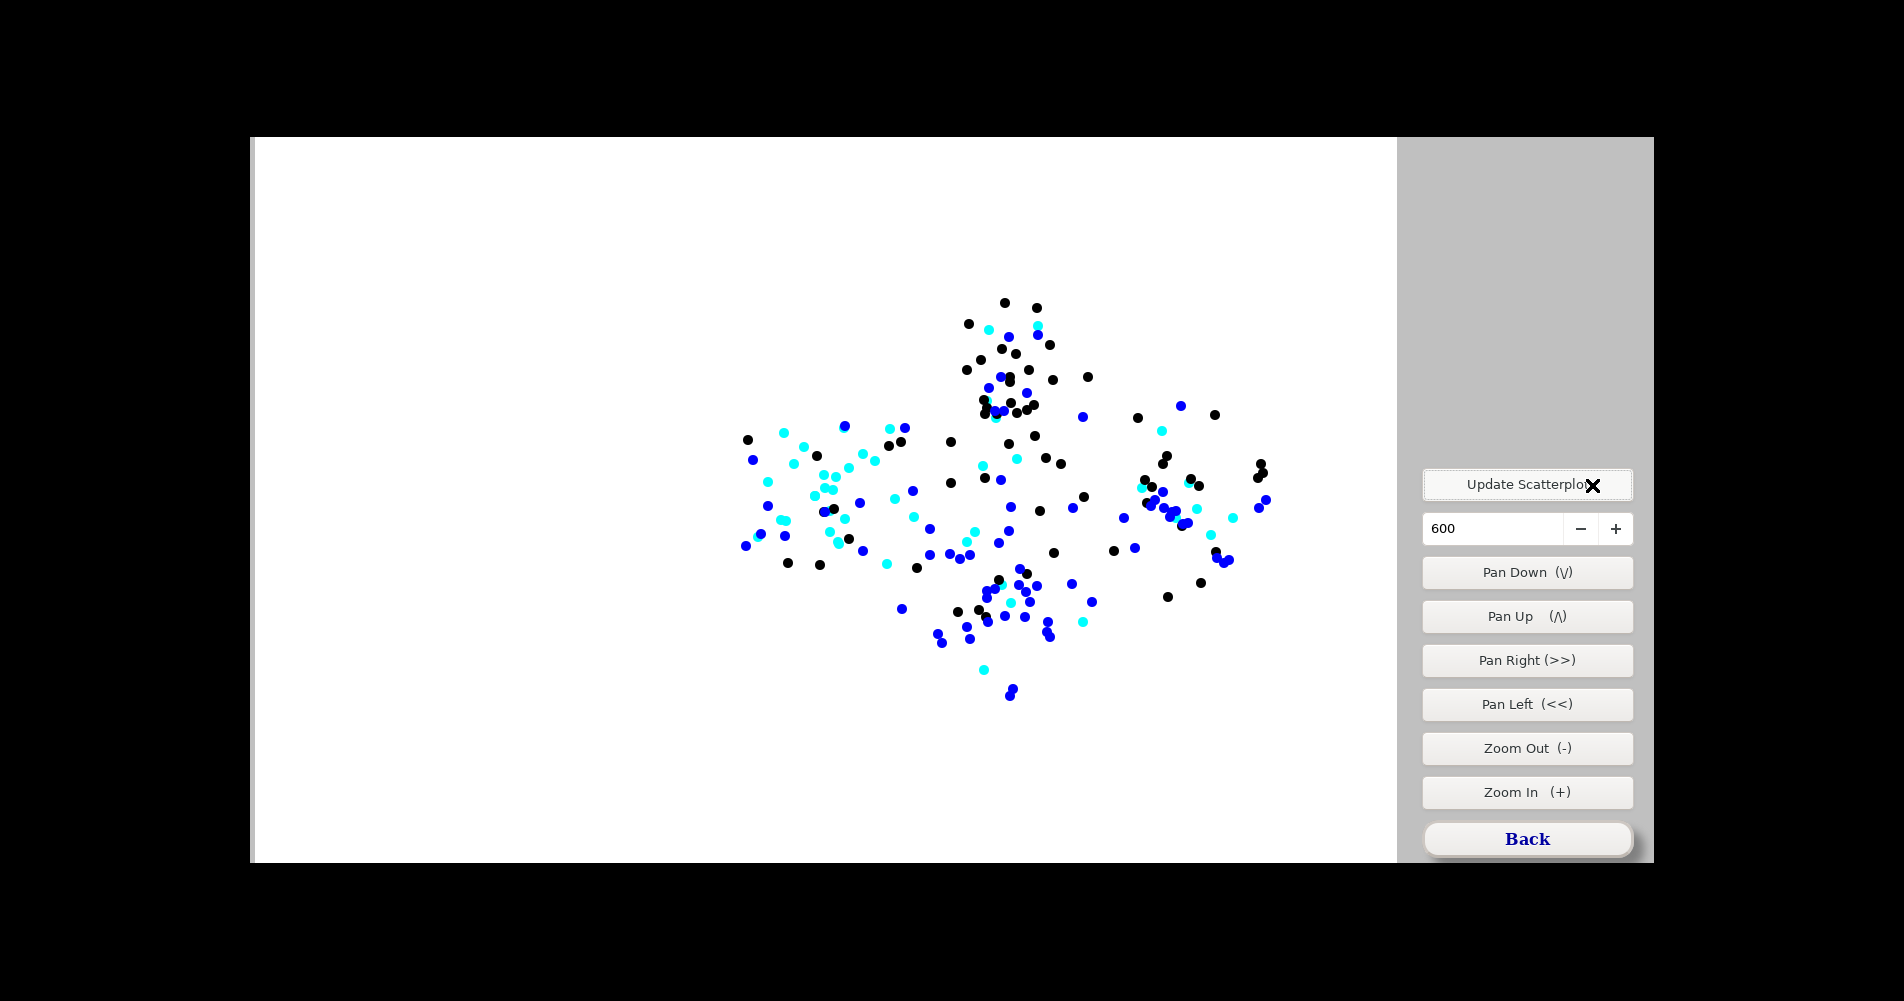 Update Scatterplot
600
Pan Down (\/)
Pan Up (/\)
Pan Right (>>)
Pan Left (<<)
Zoom Out (-)
Zoom In (+)
Back